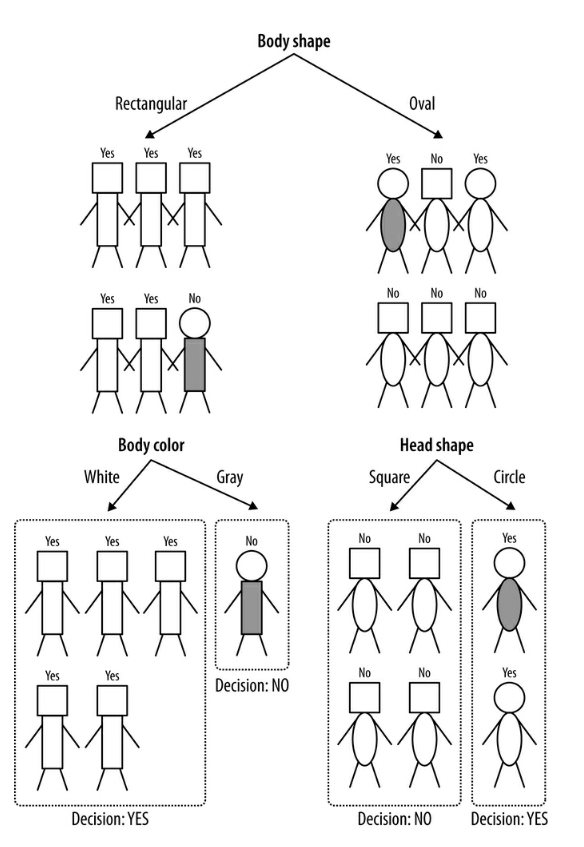 Body shape
Rectangular Oval
Yes Yes Yes Yes No Yes
Yes Yes No No No No
Body color Head shape
White Gray Square Circle
Yes Yes Yes No No No Yes
Decision: NO
Yes Yes No No Yes
Decision: YES Decision: NO Decision: YES